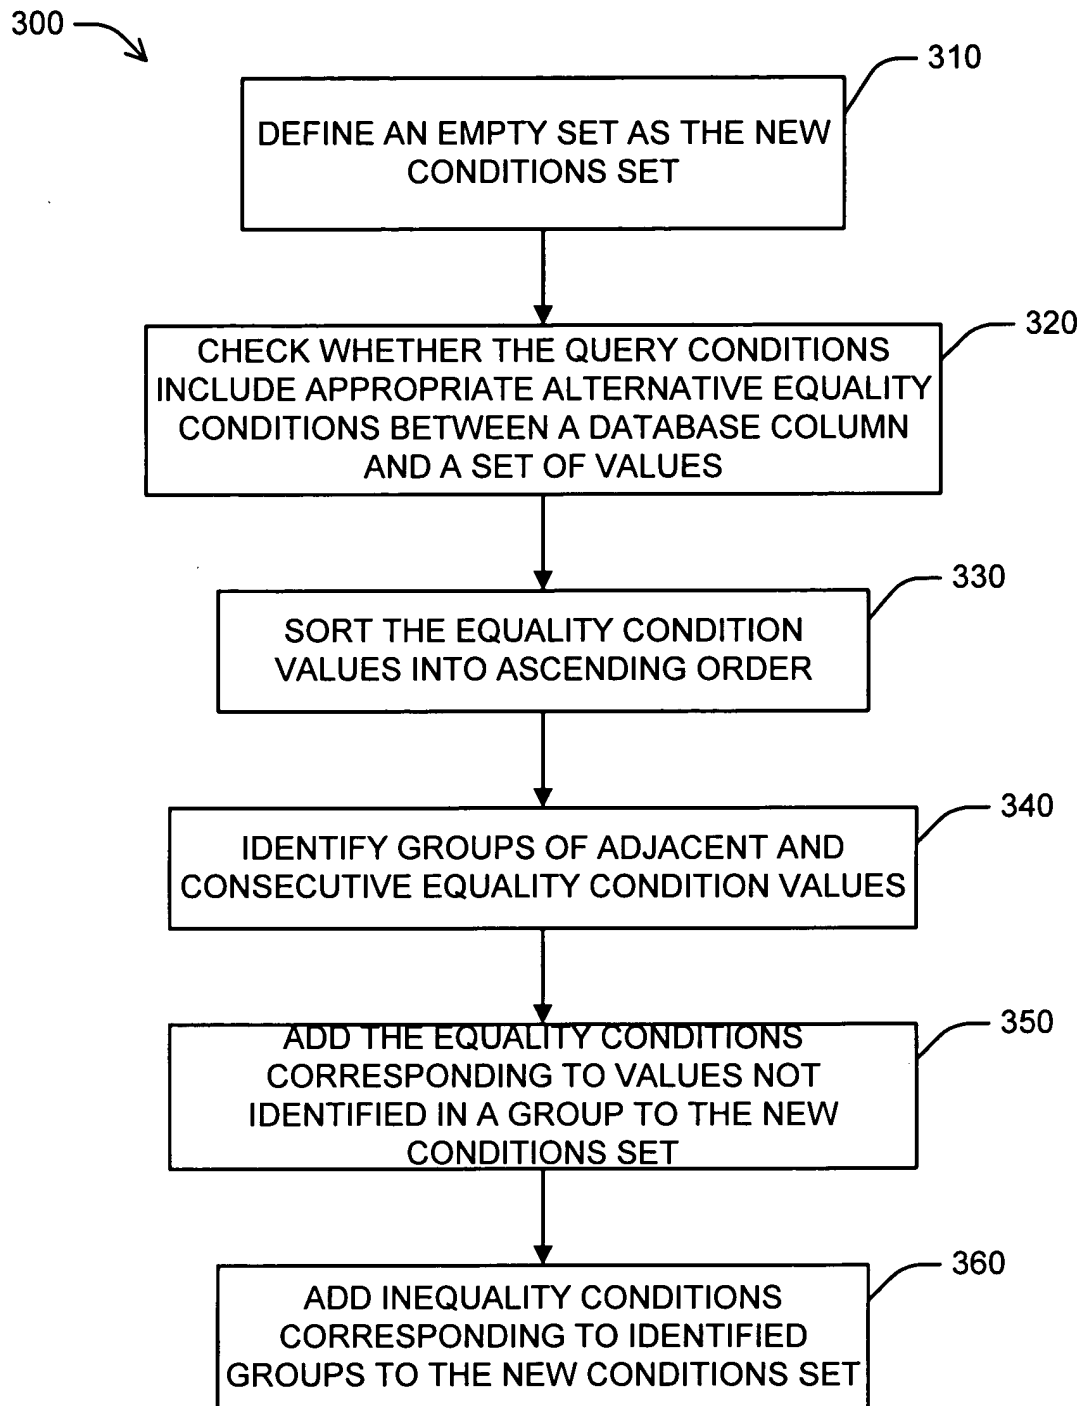 300
310
DEFINE AN EMPTY SET AS THE NEW
CONDITIONS SET
320
CHECK WHETHER THE QUERY CONDITIONS
INCLUDE APPROPRIATE ALTERNATIVE EQUALITY
CONDITIONS BETWEEN A DATABASE COLUMN
AND A SET OF VALUES
330
SORT THE EQUALITY CONDITION
VALUES INTO ASCENDING ORDER
340
IDENTIFY GROUPS OF ADJACENT AND
CONSECUTIVE EQUALITY CONDITION VALUES
350
ADD THE EQUALITY CONDITIONS
CORRESPONDING TO VALUES NOT
IDENTIFIED IN A GROUP TO THE NEW
CONDITIONS SET
360
ADD INEQUALITY CONDITIONS
CORRESPONDING TO IDENTIFIED
GROUPS TO THE NEW CONDITIONS SET